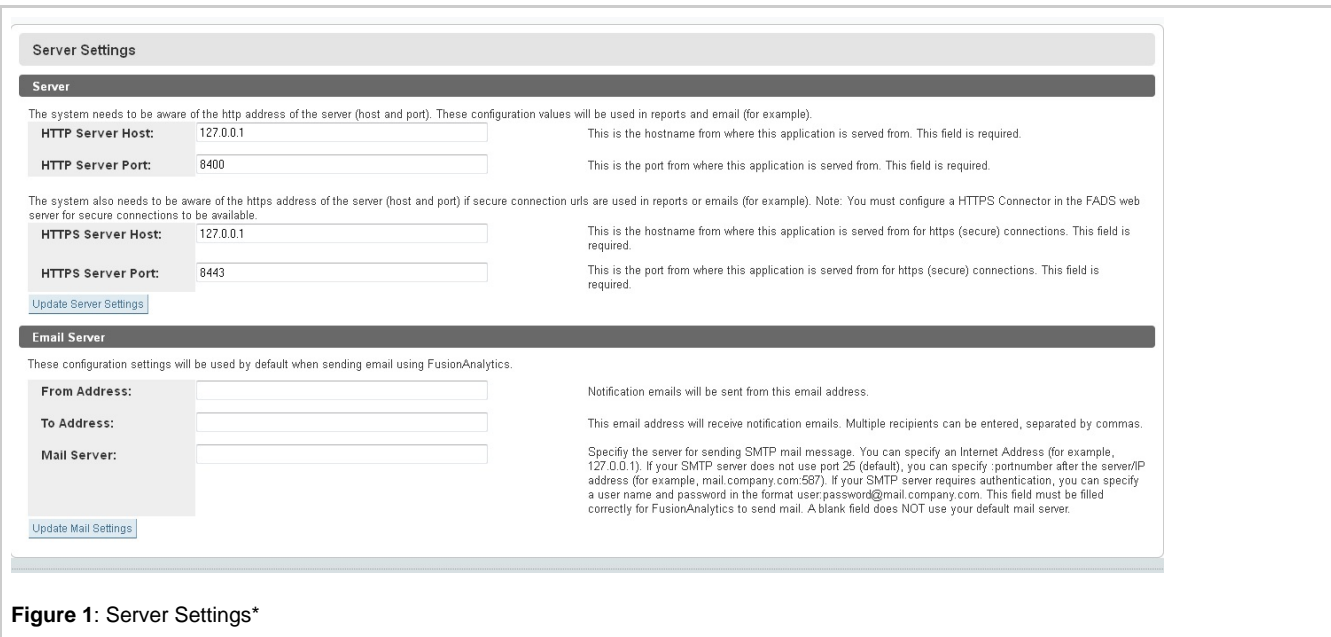 Server Settings
Server
The system needs to be aware of the http address of the server (host and port). These configuration values will be used in reports and email (for example).
HTTP Server Host:
127.0.0.1
This is the hostname from where this application is served from. This field is required.
HTTP Server Port:
8400
This is the port from where this application is served from. This field is required.
The system also needs to be aware of the https address of the server (host and port) if secure connection urls are used in reports or emails (for example). Note: You must configure a HTTPS Connector in the FADS web
server for secure connections to be available.
HTTPS Server Host:
127.0.0.1
This is the hostname from where this application is served from for https (secure) connections. This field is
required.
HTTPS Server Port:
8443
This is the port from where this application is served from for https (secure) connections. This field is
required.
Update Server Settings
Email Server
These configuration settings will be used by default when sending email using FusionAnalytics.
From Address:
Notification emails will be sent from this email address.
To Address:
This email address will receive notification emails. Multiple recipients can be entered, separated by commas.
Mail Server:
Specifiy the server for sending SMTP mail message. You can specify an Internet Address (for example,
127.0.0.1). If your SMTP server does not use port 25 (default), you can specify :portnumber after the server/IP
address (for example, mail.company.com:587). If your SMTP server requires authentication, you can specify
a user name and password in the format user:password@mail.company.com. This field must be filled
correctly for FusionAnalytics to send mail. A blank field does NOT use your default mail server.
Update Mail Settings
Figure 1: Server Settings*